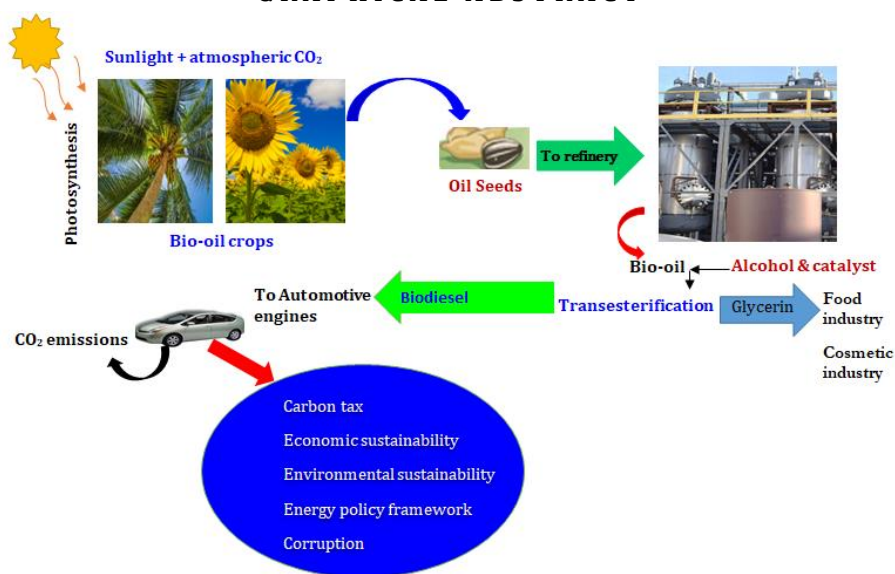 Sunlight + atmospheric CO₂
Photosynthesis
Bio-oil crops
Oil Seeds
To refinery
Bio-oil
Alcohol & catalyst
Transesterification
Glycerin
Food
industry
Cosmetic
industry
Biodiesel
To Automotive
engines
CO₂ emissions
Carbon tax
Economic sustainability
Environmental sustainability
Energy policy framework
Corruption